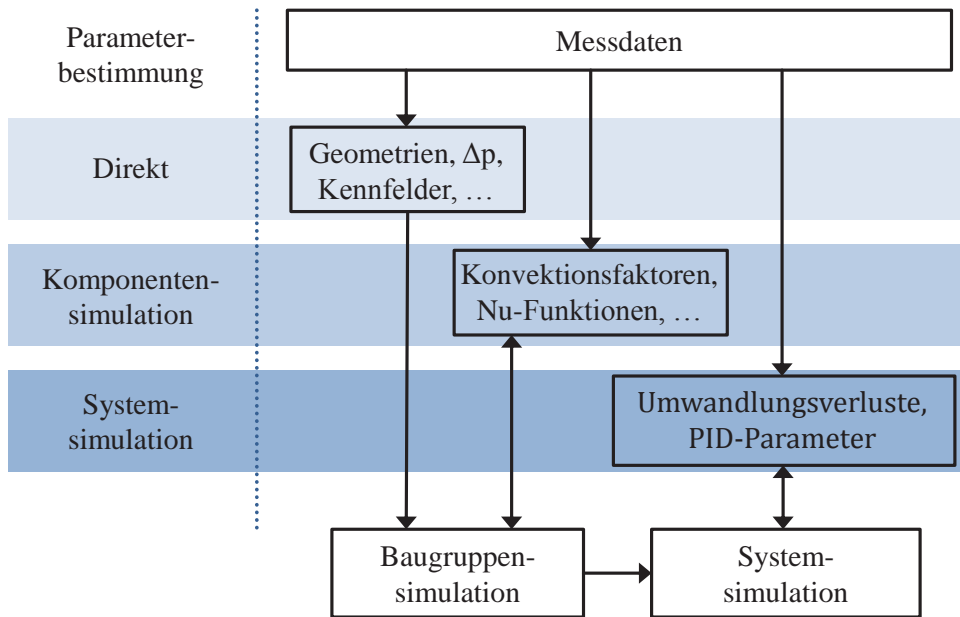 Parameter-
bestimmung
Messdaten
Direkt
Geometrien, Δp,
Kennfelder, …
Komponenten-
simulation
Konvektionsfaktoren,
Nu-Funktionen, …
System-
simulation
Umwandlungsverluste,
PID-Parameter
Baugruppen-
simulation
System-
simulation